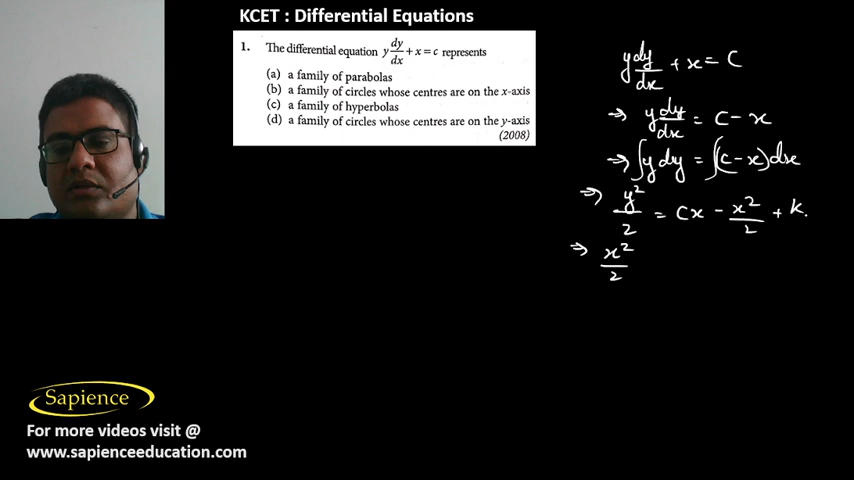 KCET : Differential Equations
1. The differential equation y dy/dx + x = c represents
(a) a family of parabolas
(b) a family of circles whose centres are on the x-axis
(c) a family of hyperbolas
(d) a family of circles whose centres are on the y-axis
(2008)
y dy/dx + x = C
⇒ y dy/dx = C − x
⇒ ∫y dy = ∫(C − x)dx
⇒ y²/2 = Cx − x²/2 + k.
⇒ x²/2
Sapience
For more videos visit @
www.sapienceeducation.com